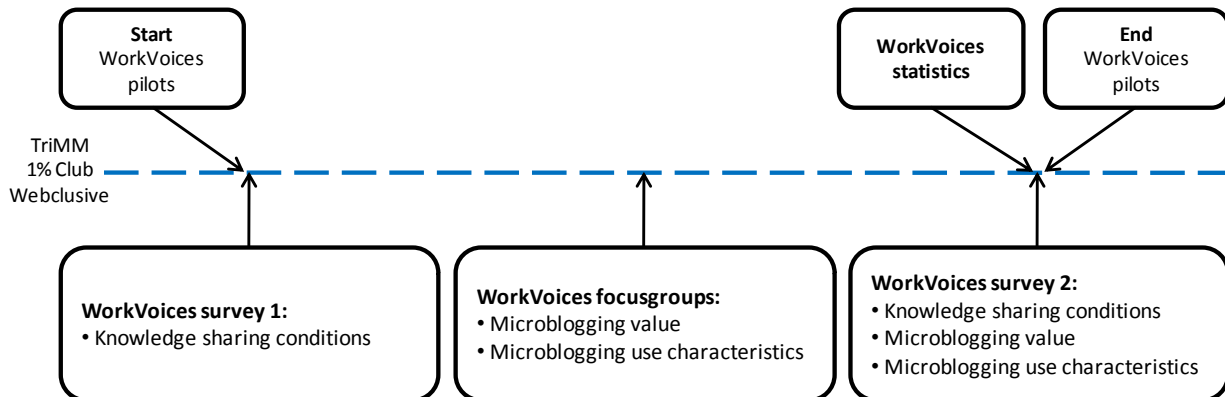 Start
WorkVoices
pilots
WorkVoices
statistics
End
WorkVoices
pilots
TriMM
1% Club
Webclusive
WorkVoices survey 1:
• Knowledge sharing conditions
WorkVoices focusgroups:
• Microblogging value
• Microblogging use characteristics
WorkVoices survey 2:
• Knowledge sharing conditions
• Microblogging value
• Microblogging use characteristics